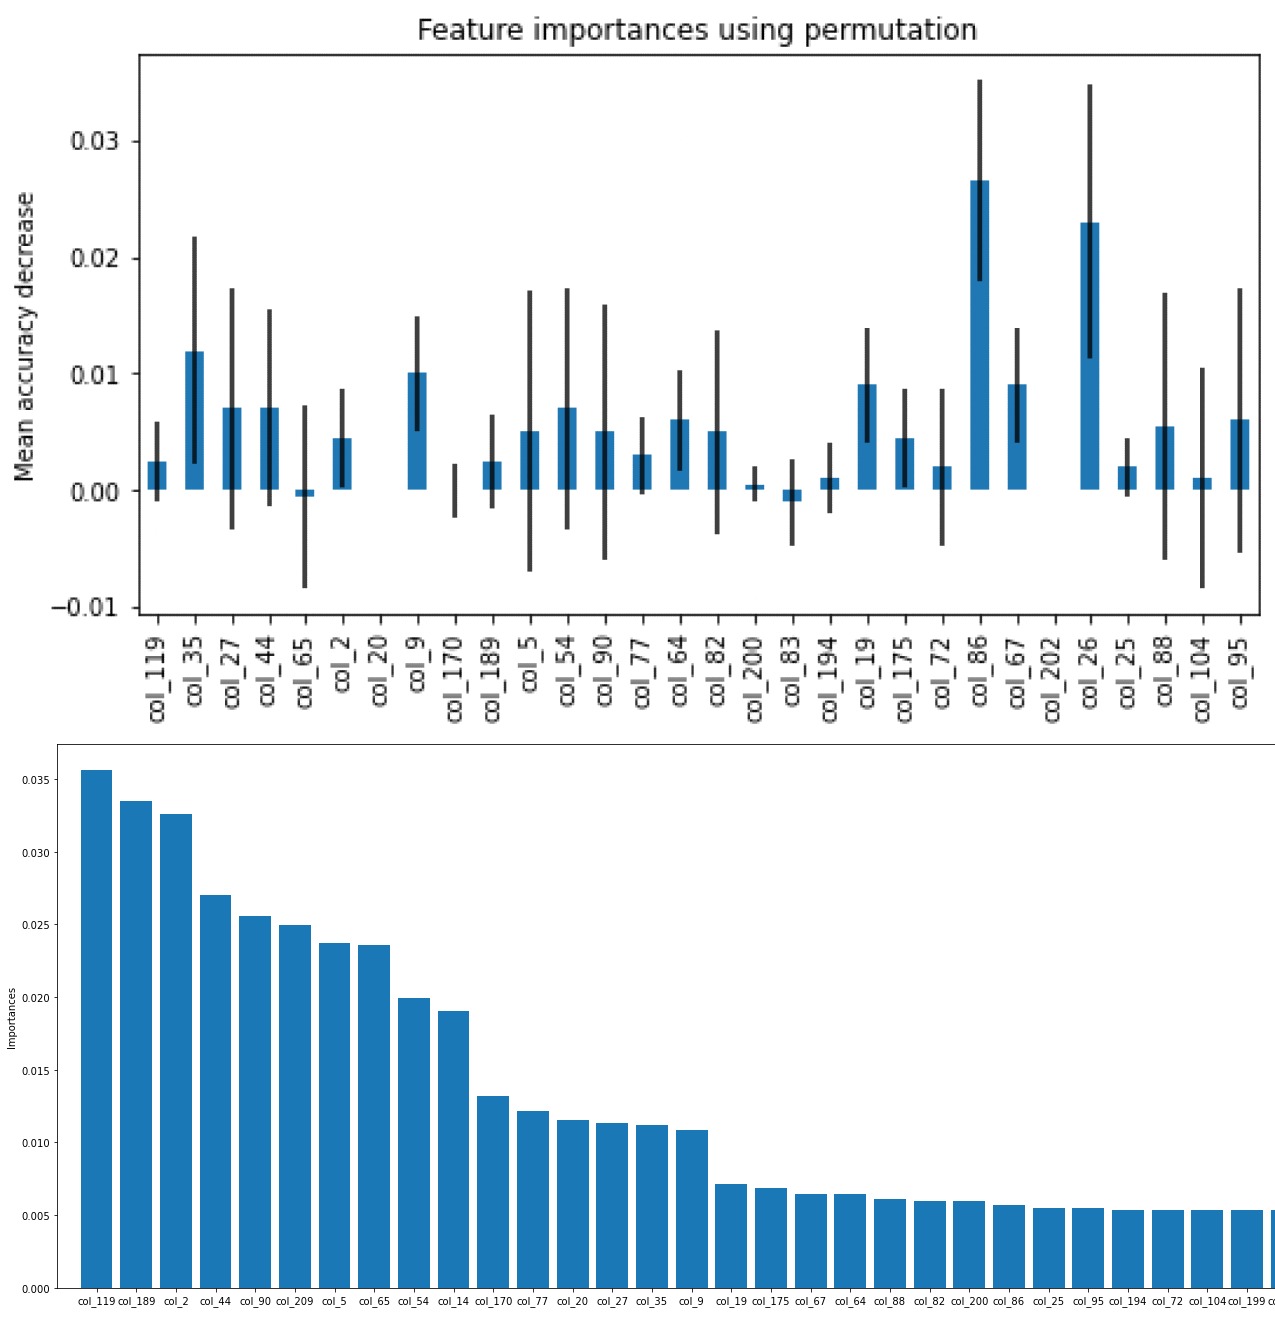 Feature importances using permutation
Mean accuracy decrease
0.03
0.02
0.01
0.00
−0.01
col_119 col_35 col_27 col_44 col_65 col_2 col_20 col_9 col_170 col_189 col_5 col_54 col_90 col_77 col_64 col_82 col_200 col_83 col_194 col_19 col_175 col_72 col_86 col_67 col_202 col_26 col_25 col_88 col_104 col_95
Importances
0.035
0.030
0.025
0.020
0.015
0.010
0.005
0.000
col_119 col_189 col_2 col_44 col_90 col_209 col_5 col_65 col_54 col_14 col_170 col_77 col_20 col_27 col_35 col_9 col_19 col_175 col_67 col_64 col_88 col_82 col_200 col_86 col_25 col_95 col_194 col_72 col_104 col_199